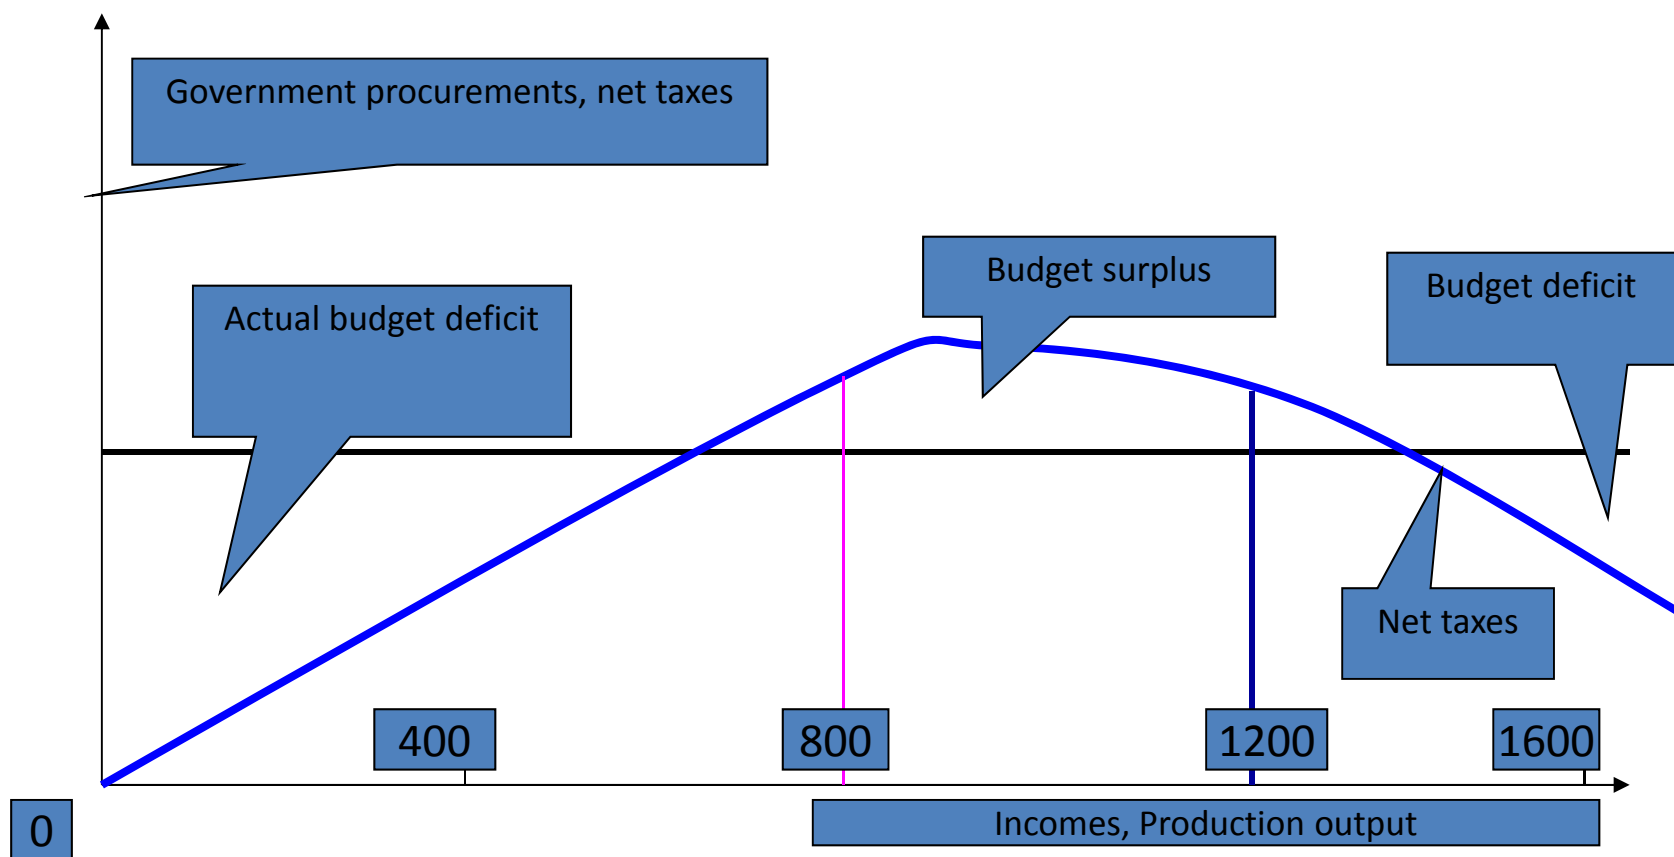 Government procurements, net taxes
Budget surplus
Budget deficit
Actual budget deficit
Net taxes
400
800
1200
1600
0
Incomes, Production output